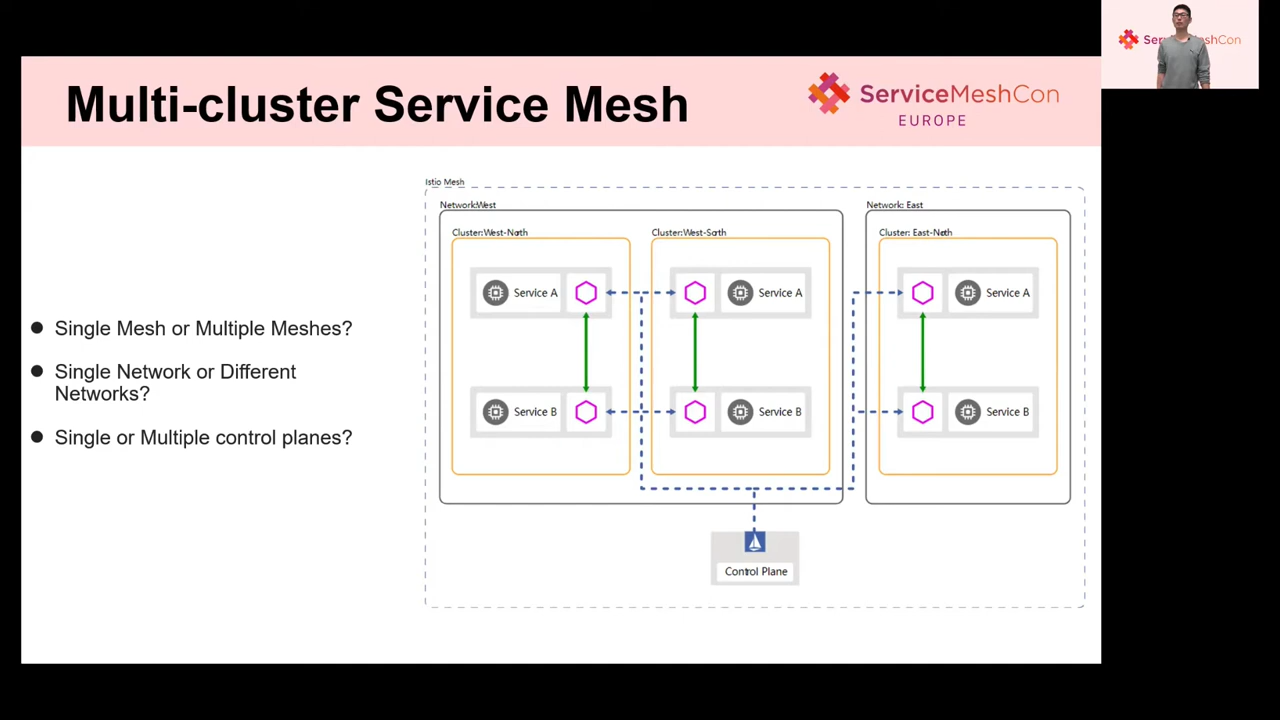 Multi-cluster Service Mesh
ServiceMeshCon
EUROPE
ServiceMeshCon
Istio Mesh
Network:West
Network: East
Cluster:West-North
Cluster:West-South
Cluster: East-North
Service A
Service A
Service A
Service B
Service B
Service B
Control Plane
● Single Mesh or Multiple Meshes?
● Single Network or Different
Networks?
● Single or Multiple control planes?